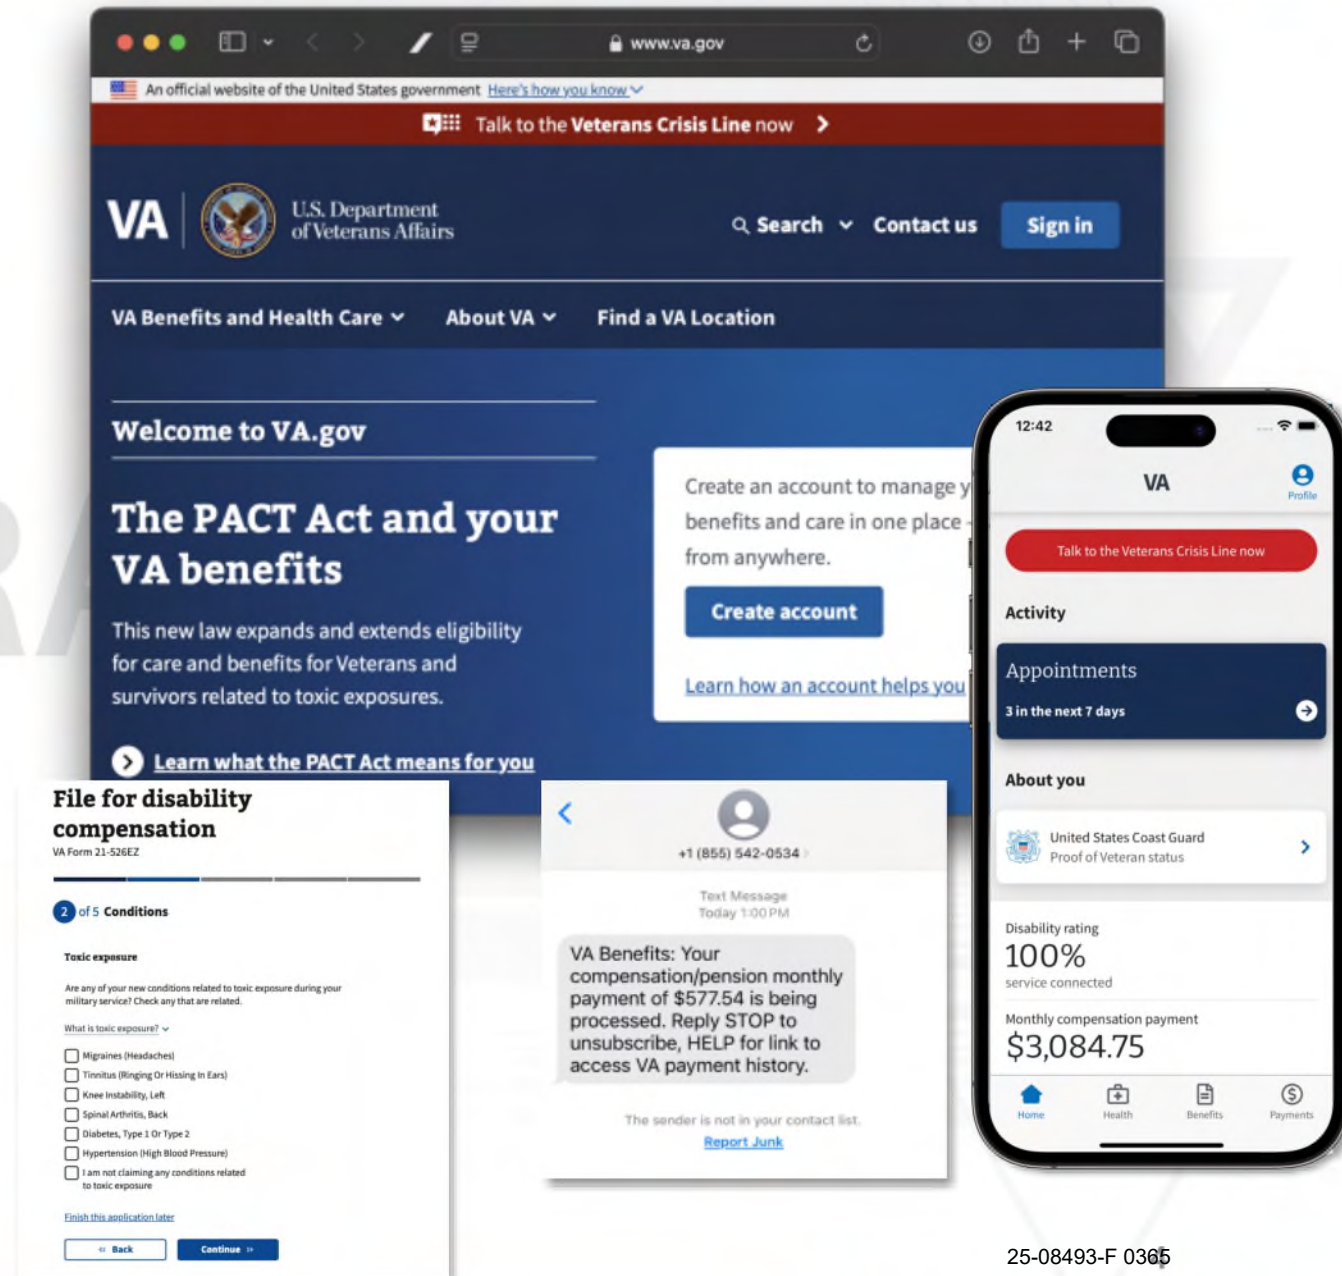 www.va.gov
An official website of the United States government Here's how you know
Talk to the Veterans Crisis Line now
VA
U.S. Department
of Veterans Affairs
Search Contact us Sign in
VA Benefits and Health Care About VA Find a VA Location
Welcome to VA.gov
The PACT Act and your
VA benefits
This new law expands and extends eligibility
for care and benefits for Veterans and
survivors related to toxic exposures.
Learn what the PACT Act means for you
Create an account to manage y
benefits and care in one place -
from anywhere.
Create account
Learn how an account helps you
12:42
VA
Profile
Talk to the Veterans Crisis Line now
Activity
Appointments
3 in the next 7 days
About you
United States Coast Guard
Proof of Veteran status
Disability rating
100%
service connected
Monthly compensation payment
$3,084.75
Home Health Benefits Payments
File for disability
compensation
VA Form 21-526EZ
2 of 5 Conditions
Toxic exposure
Are any of your new conditions related to toxic exposure during your
military service? Check any that are related.
What is toxic exposure?
Migraines (Headaches)
Tinnitus (Ringing Or Hissing In Ears)
Knee Instability, Left
Spinal Arthritis, Back
Diabetes, Type 1 Or Type 2
Hypertension (High Blood Pressure)
I am not claiming any conditions related
to toxic exposure
Finish this application later
Back Continue
+1 (855) 542-0534
Text Message
Today 1:00 PM
VA Benefits: Your
compensation/pension monthly
payment of $577.54 is being
processed. Reply STOP to
unsubscribe, HELP for link to
access VA payment history.
The sender is not in your contact list.
Report Junk
25-08493-F 0365